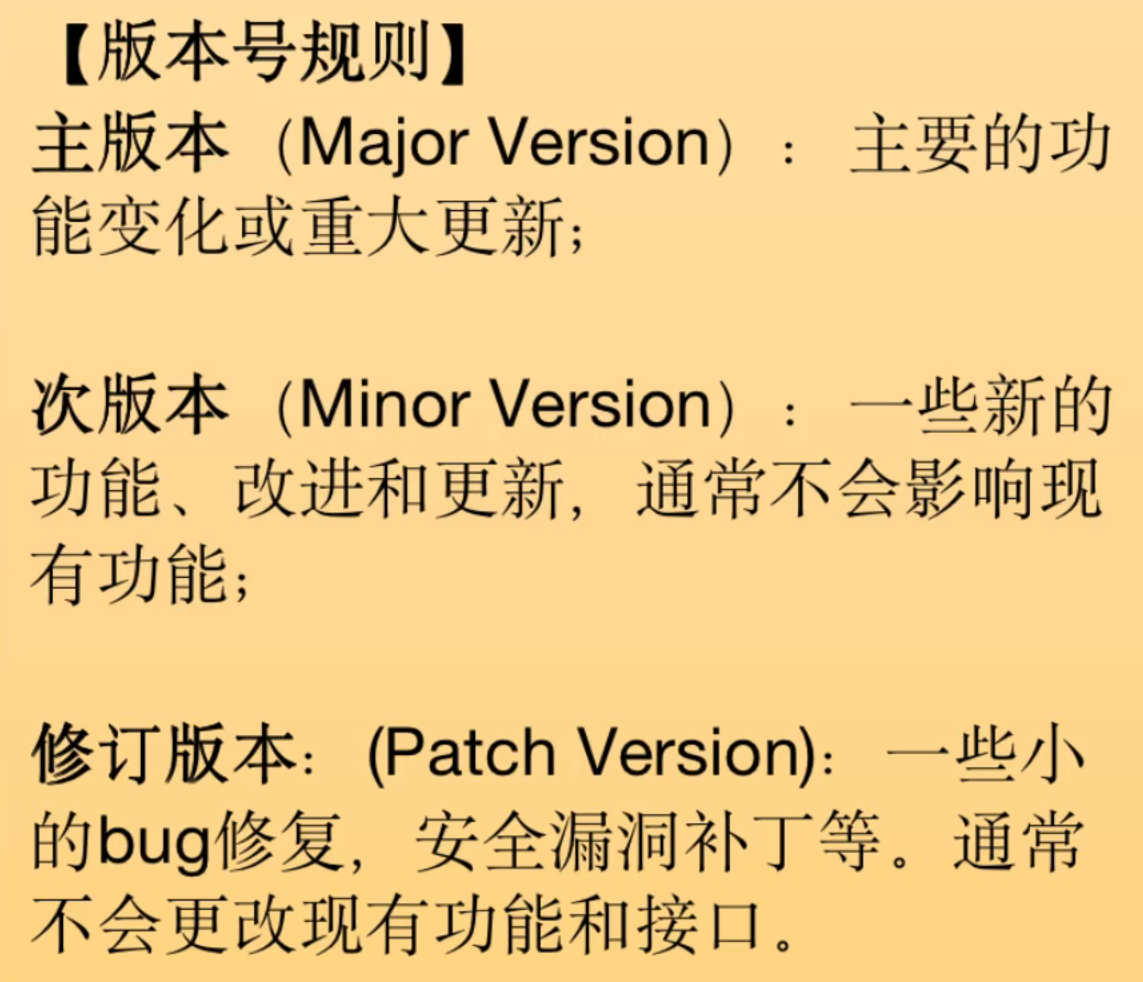 【版本号规则】
主版本（Major Version）： 主要的功
能变化或重大更新；
次版本（Minor Version）： 一些新的
功能、改进和更新，通常不会影响现
有功能；
修订版本：(Patch Version)：一些小
的bug修复，安全漏洞补丁等。通常
不会更改现有功能和接口。